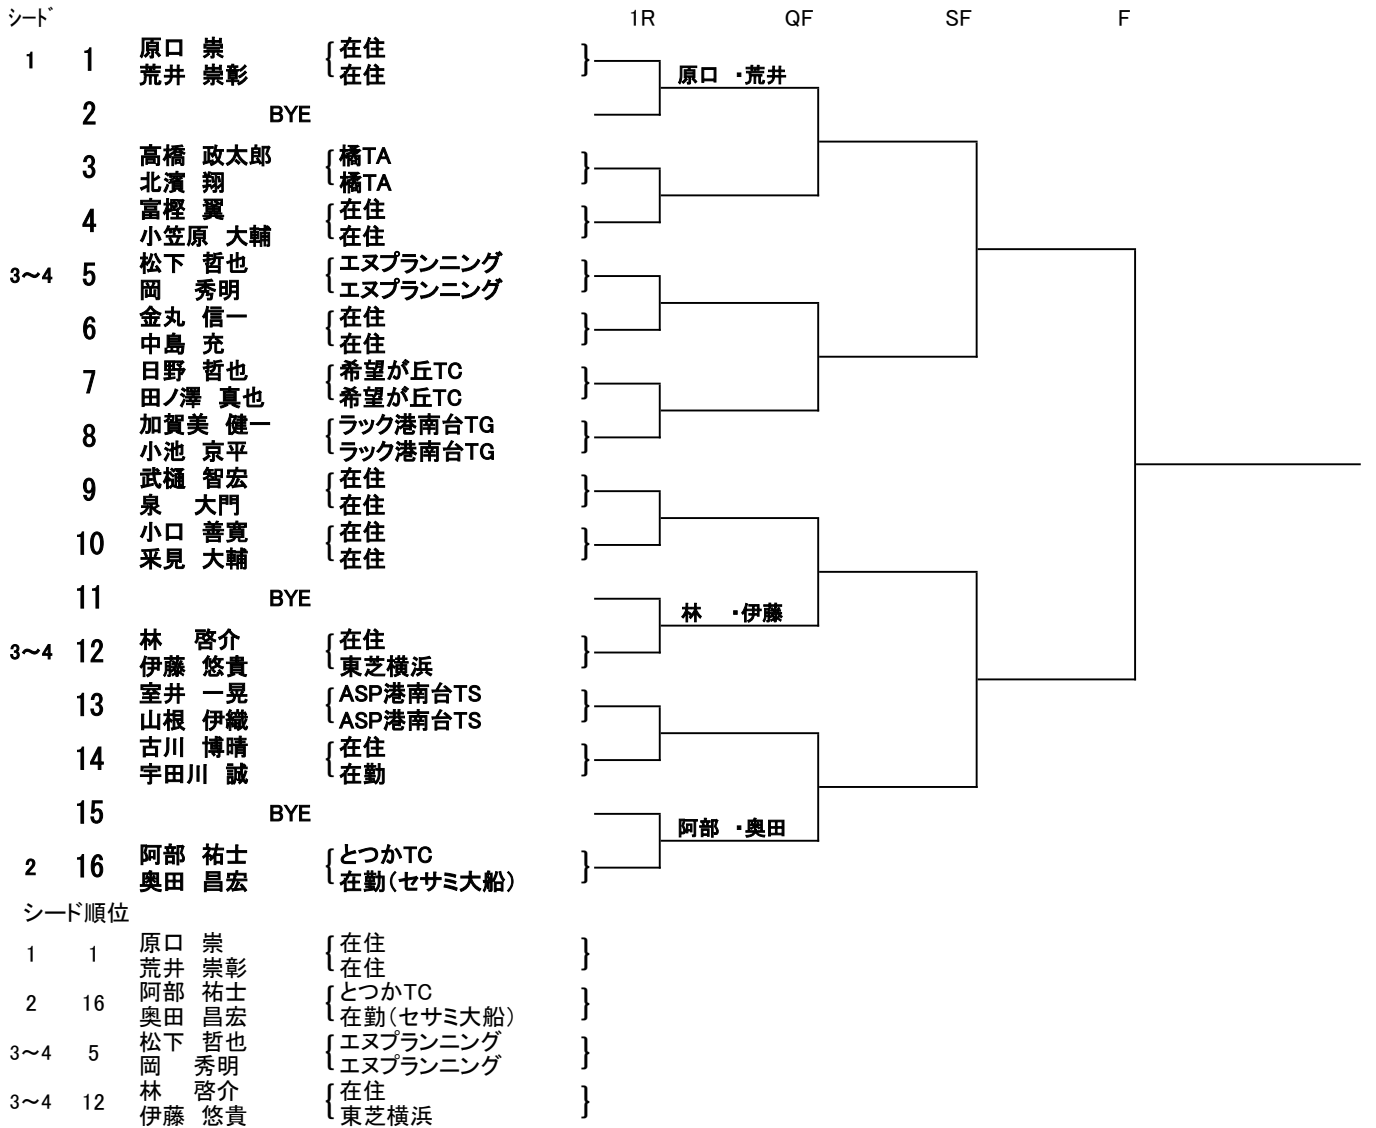 シード 1R QF SF F
1 1 原口 崇 在住
荒井 崇彰 在住
原口 ・荒井
2 BYE
3 高橋 政太郎 橘TA
北濱 翔 橘TA
4 富樫 翼 在住
小笠原 大輔 在住
3～4 5 松下 哲也 エヌプランニング
岡 秀明 エヌプランニング
6 金丸 信一 在住
中島 充 在住
7 日野 哲也 希望が丘TC
田ノ澤 真也 希望が丘TC
8 加賀美 健一 ラック港南台TG
小池 京平 ラック港南台TG
9 武樋 智宏 在住
泉 大門 在住
10 小口 善寛 在住
采見 大輔 在住
11 BYE
林 ・伊藤
3～4 12 林 啓介 在住
伊藤 悠貴 東芝横浜
13 室井 一晃 ASP港南台TS
山根 伊織 ASP港南台TS
14 古川 博晴 在住
宇田川 誠 在勤
15 BYE
阿部 ・奥田
2 16 阿部 祐士 とつかTC
奥田 昌宏 在勤（セサミ大船）
シード順位
1 1 原口 崇 在住
荒井 崇彰 在住
2 16 阿部 祐士 とつかTC
奥田 昌宏 在勤（セサミ大船）
3～4 5 松下 哲也 エヌプランニング
岡 秀明 エヌプランニング
3～4 12 林 啓介 在住
伊藤 悠貴 東芝横浜